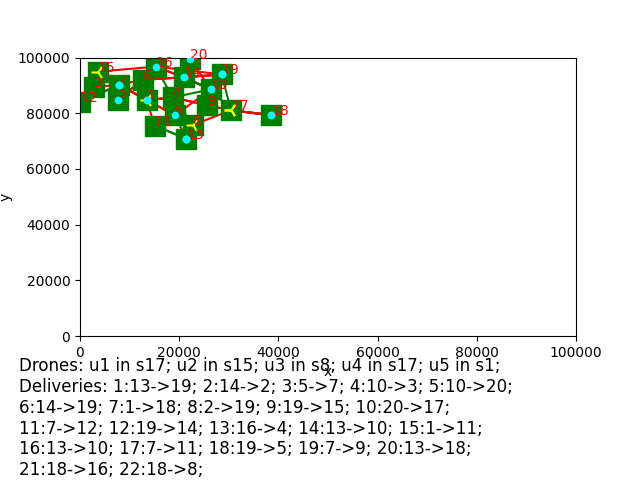 20
100000
80000
60000
40000
20000
0
0
20000
40000
60000
80000
100000
x
y
15
16
19
17
18
Drones: u1 in s17; u2 in s15; u3 in s8; u4 in s17; u5 in s1;
Deliveries: 1:13->19; 2:14->2; 3:5->7; 4:10->3; 5:10->20;
6:14->19; 7:1->18; 8:2->19; 9:19->15; 10:20->17;
11:7->12; 12:19->14; 13:16->4; 14:13->10; 15:1->11;
16:13->10; 17:7->11; 18:19->5; 19:7->9; 20:13->18;
21:18->16; 22:18->8;